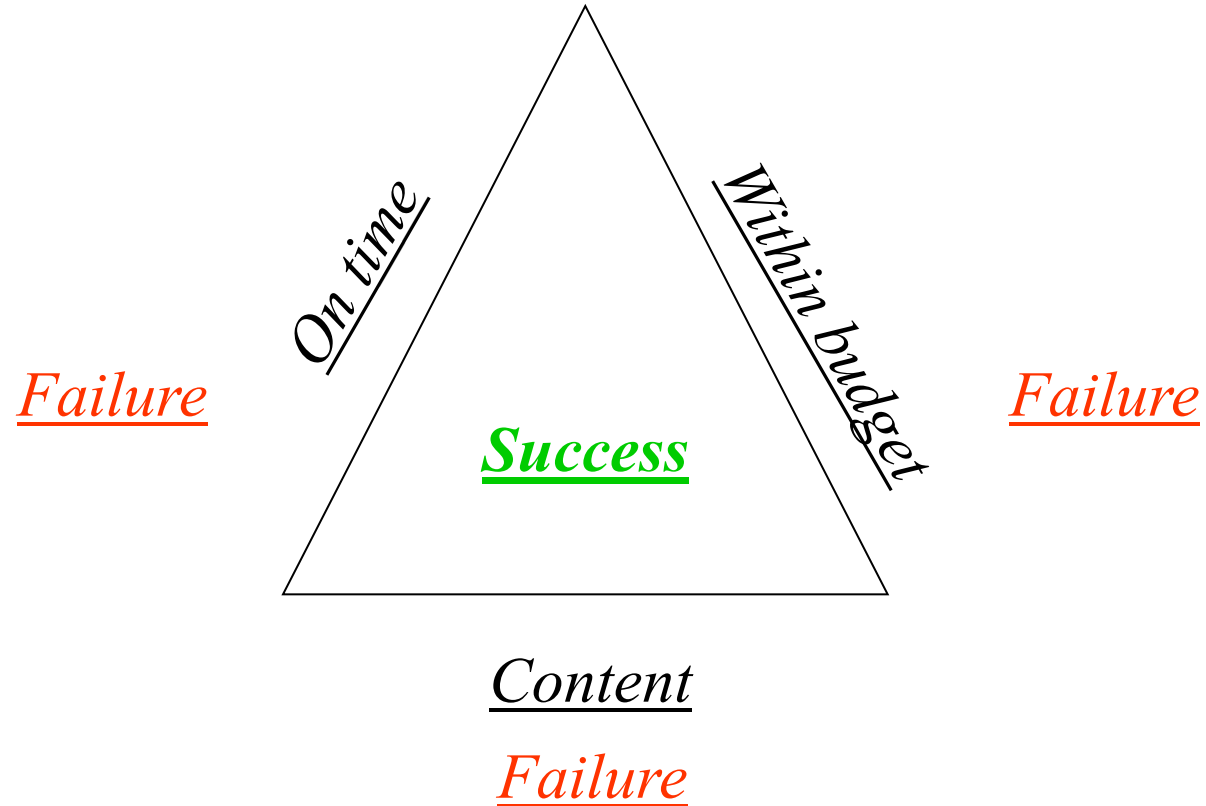 On time
Within budget
Failure
Failure
Success
Content
Failure